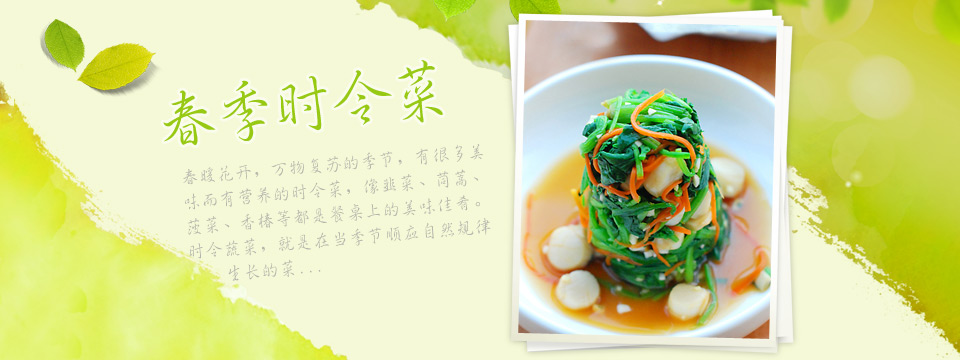 春季时令菜
春暖花开，万物复苏的季节，有很多美
味而有营养的时令菜，像韭菜、茼蒿、
菠菜、香椿等都是餐桌上的美味佳肴。
时令蔬菜，就是在当季节顺应自然规律
生长的菜...